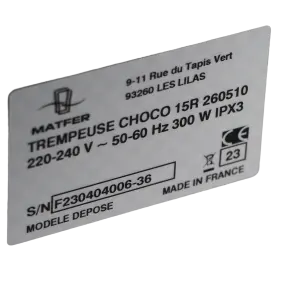 MATFER
9-11 Rue du Tapis Vert
93260 LES LILAS
TREMPEUSE CHOCO 15R 260510
220-240 V ~ 50-60 Hz 300 W IPX3
CE
23
S/N F230404006-36
MODELE DEPOSE
MADE IN FRANCE